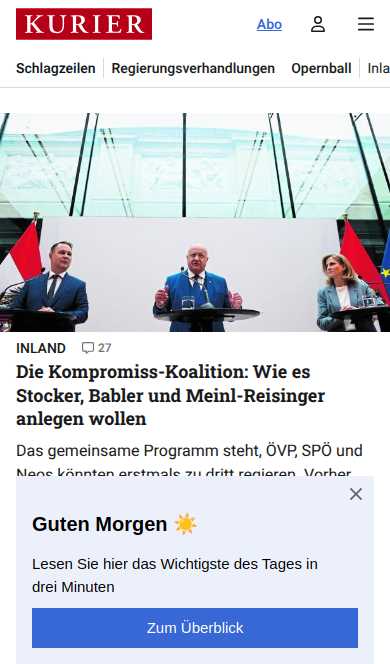 KURIER
Abo
Schlagzeilen
Regierungsverhandlungen
Opernball
Inla
INLAND
27
Die Kompromiss-Koalition: Wie es
Stocker, Babler und Meinl-Reisinger
anlegen wollen
Das gemeinsame Programm steht, ÖVP, SPÖ und
Neos könnten erstmals zu dritt regieren. Vorher
Guten Morgen ☀️
Lesen Sie hier das Wichtigste des Tages in
drei Minuten
Zum Überblick